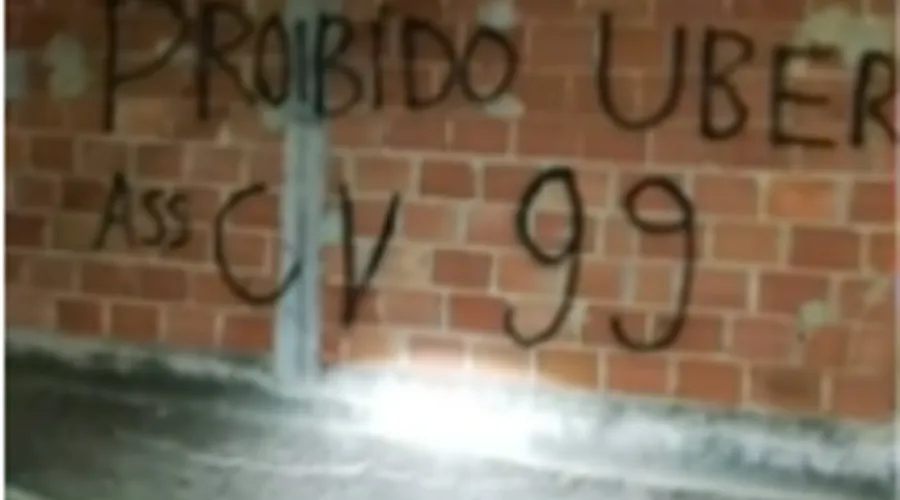 PROIBIDO UBER
ASS CV 99